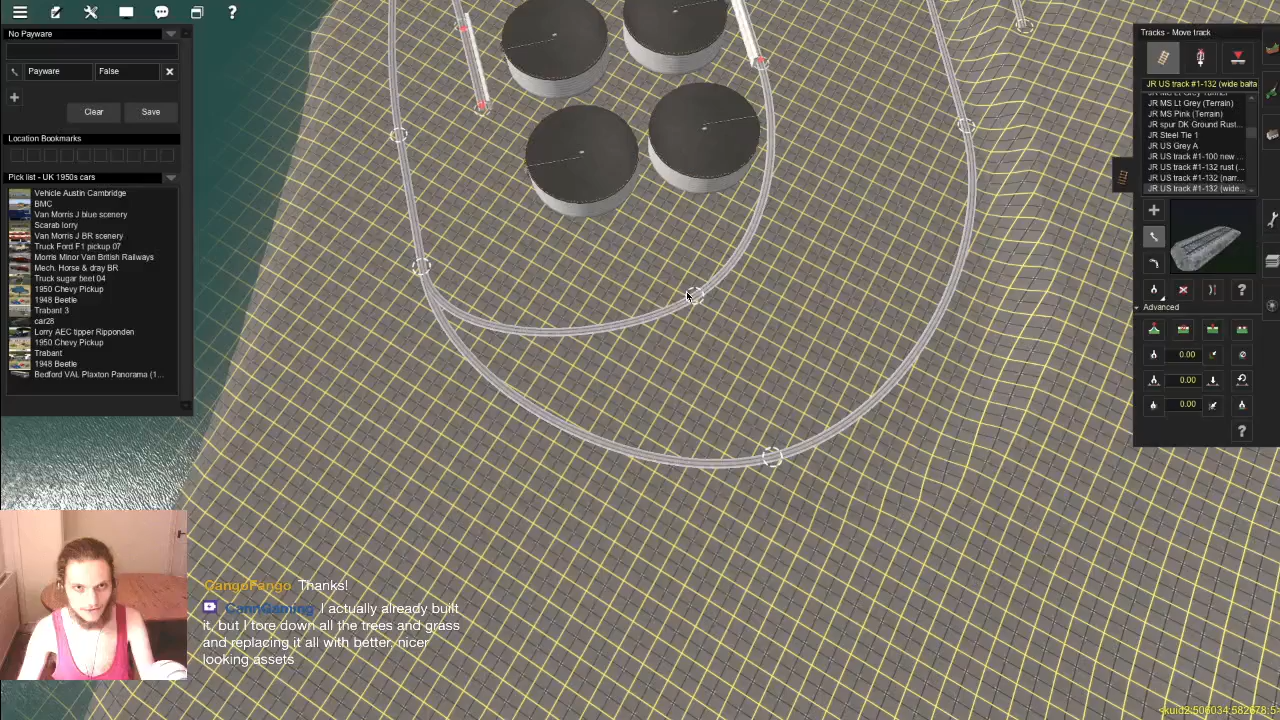 No Payware
Payware
False
Clear
Save
Location Bookmarks
Pick list - UK 1950s cars
Vehicle Austin Cambridge
BMC
Van Morris J blue scenery
Scarab lorry
Van Morris J BR scenery
Truck Ford F1 pickup 07
Morris Minor Van British Railways
Mech. Horse & dray BR
Truck sugar beet 04
1950 Chevy Pickup
1948 Beetle
Trabant 3
car28
Lorry AEC tipper Ripponden
1950 Chevy Pickup
Trabant
1948 Beetle
Bedford VAL Plaxton Panorama (1...
CangoFango Thanks!
I actually already built
it, but I tore down all the trees and grass
and replacing it all with better, nicer
looking assets
Tracks - Move track
JR US track #1-132 (wide balla
JR MS Lt Grey (Terrain)
JR MS Pink (Terrain)
JR spur DK Ground Rust...
JR Steel Tie 1
JR US Grey A
JR US track #1-100 new ...
JR US track #1-132 rust (...
JR US track #1-132 (narr...
JR US track #1-132 (wide...
Advanced
0.00
0.00
0.00
<kuid2:506034:582678:5>